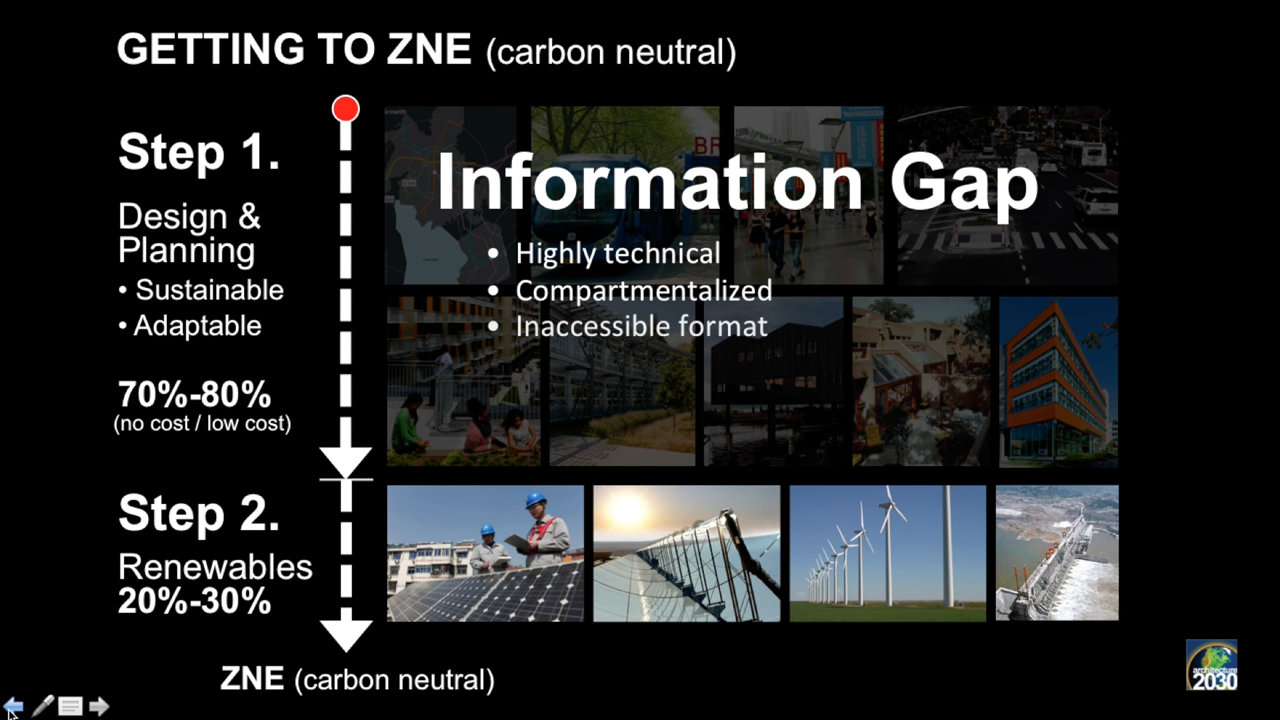 GETTING TO ZNE (carbon neutral)
Step 1.
Design &
Planning
• Sustainable
• Adaptable
70%-80%
(no cost / low cost)
BR
Information Gap
• Highly technical
• Compartmentalized
• Inaccessible format
Step 2.
Renewables
20%-30%
ZNE (carbon neutral)
architecture
2030